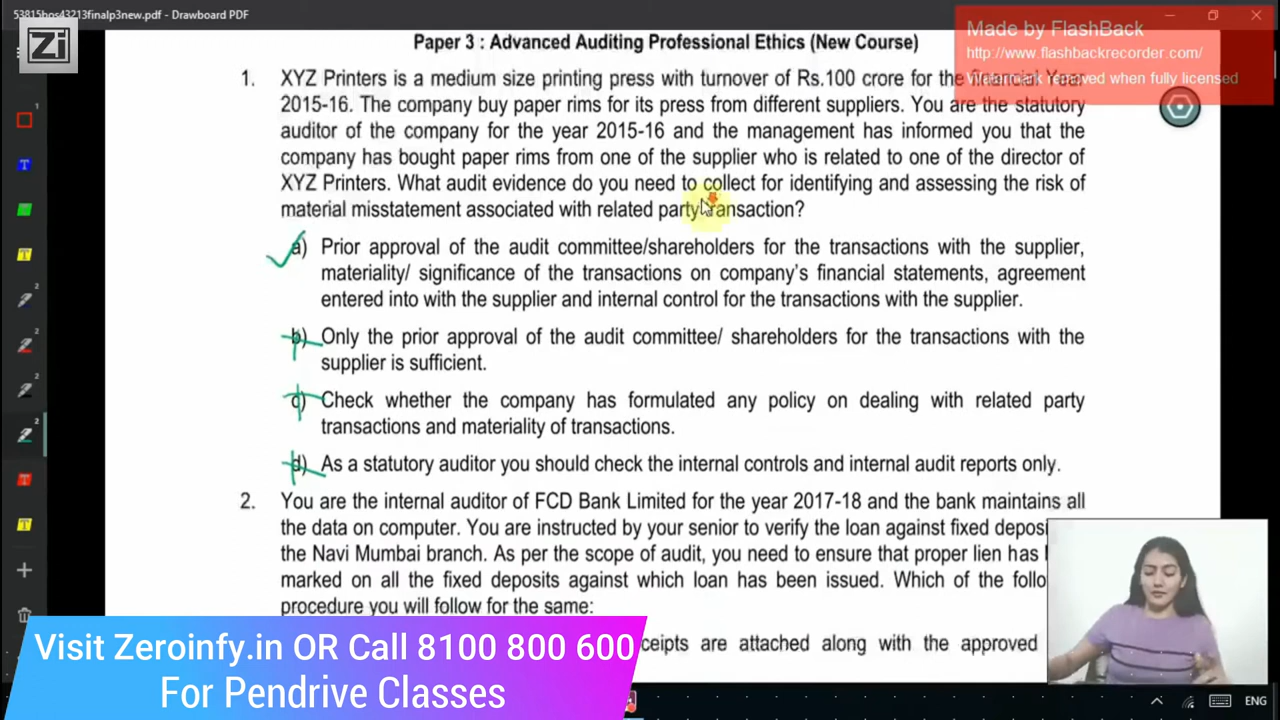 53815bos43213finalp3new.pdf - Drawboard PDF
Zi
Made by FlashBack
http://www.flashbackrecorder.com/
Watermark removed when fully licensed
Paper 3 : Advanced Auditing Professional Ethics (New Course)
1. XYZ Printers is a medium size printing press with turnover of Rs.100 crore for the financial Year
2015-16. The company buy paper rims for its press from different suppliers. You are the statutory
auditor of the company for the year 2015-16 and the management has informed you that the
company has bought paper rims from one of the supplier who is related to one of the director of
XYZ Printers. What audit evidence do you need to collect for identifying and assessing the risk of
material misstatement associated with related party transaction?
a) Prior approval of the audit committee/shareholders for the transactions with the supplier,
materiality/ significance of the transactions on company's financial statements, agreement
entered into with the supplier and internal control for the transactions with the supplier.
b) Only the prior approval of the audit committee/ shareholders for the transactions with the
supplier is sufficient.
c) Check whether the company has formulated any policy on dealing with related party
transactions and materiality of transactions.
d) As a statutory auditor you should check the internal controls and internal audit reports only.
2. You are the internal auditor of FCD Bank Limited for the year 2017-18 and the bank maintains all
the data on computer. You are instructed by your senior to verify the loan against fixed
the Navi Mumbai branch. As per the scope of audit, you need to ensure that proper lien has
marked on all the fixed deposits against which loan has been issued. Which of the
procedure you will follow for the same:
are attached along with the approved
Visit Zeroinfy.in OR Call 8100 800 600
For Pendrive Classes
ENG